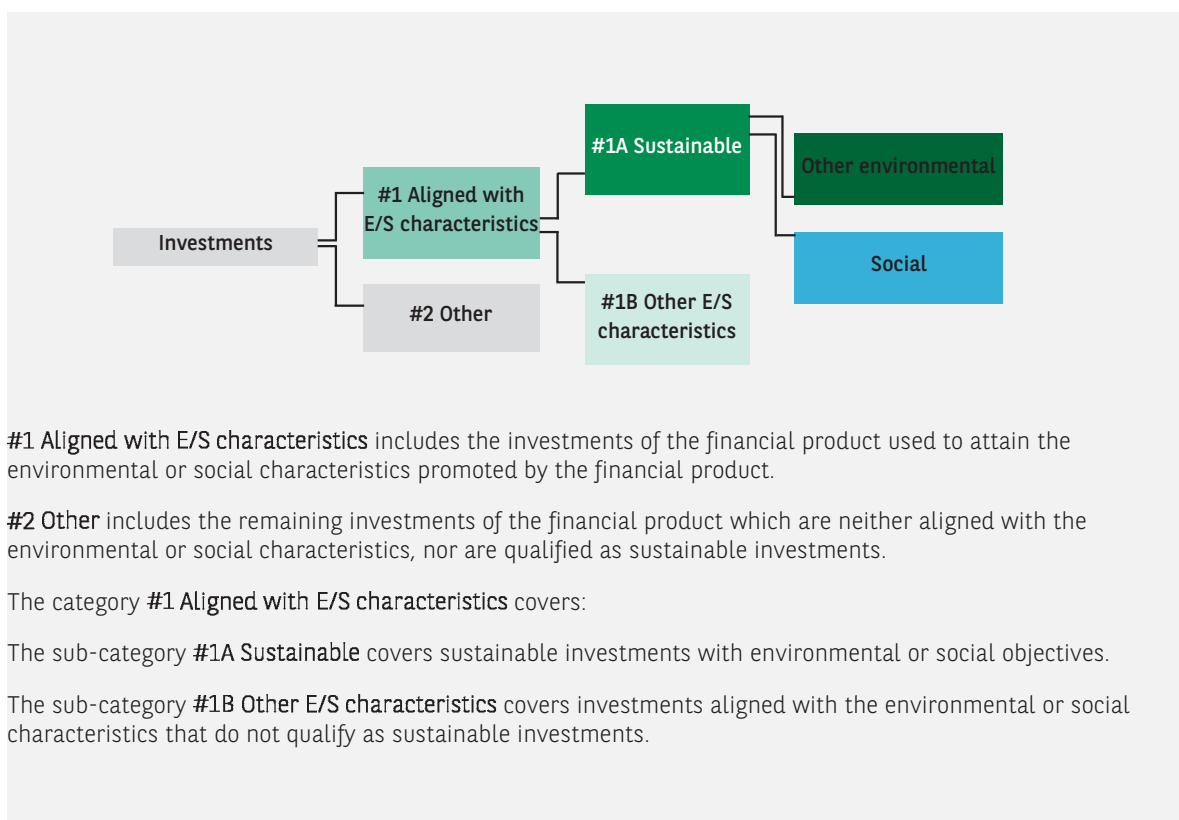 #1A Sustainable
Other environmental
#1 Aligned with
E/S characteristics
Investments
Social
#2 Other
#1B Other E/S
characteristics
#1 Aligned with E/S characteristics includes the investments of the financial product used to attain the
environmental or social characteristics promoted by the financial product.
#2 Other includes the remaining investments of the financial product which are neither aligned with the
environmental or social characteristics, nor are qualified as sustainable investments.
The category #1 Aligned with E/S characteristics covers:
The sub-category #1A Sustainable covers sustainable investments with environmental or social objectives.
The sub-category #1B Other E/S characteristics covers investments aligned with the environmental or social
characteristics that do not qualify as sustainable investments.